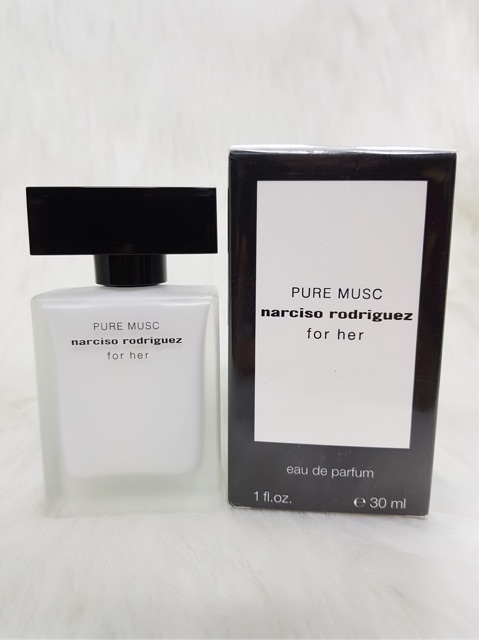 PURE MUSC
narciso rodriguez
for her
PURE MUSC
narciso rodriguez
for her
eau de parfum
1 fl.oz. ℮ 30 ml